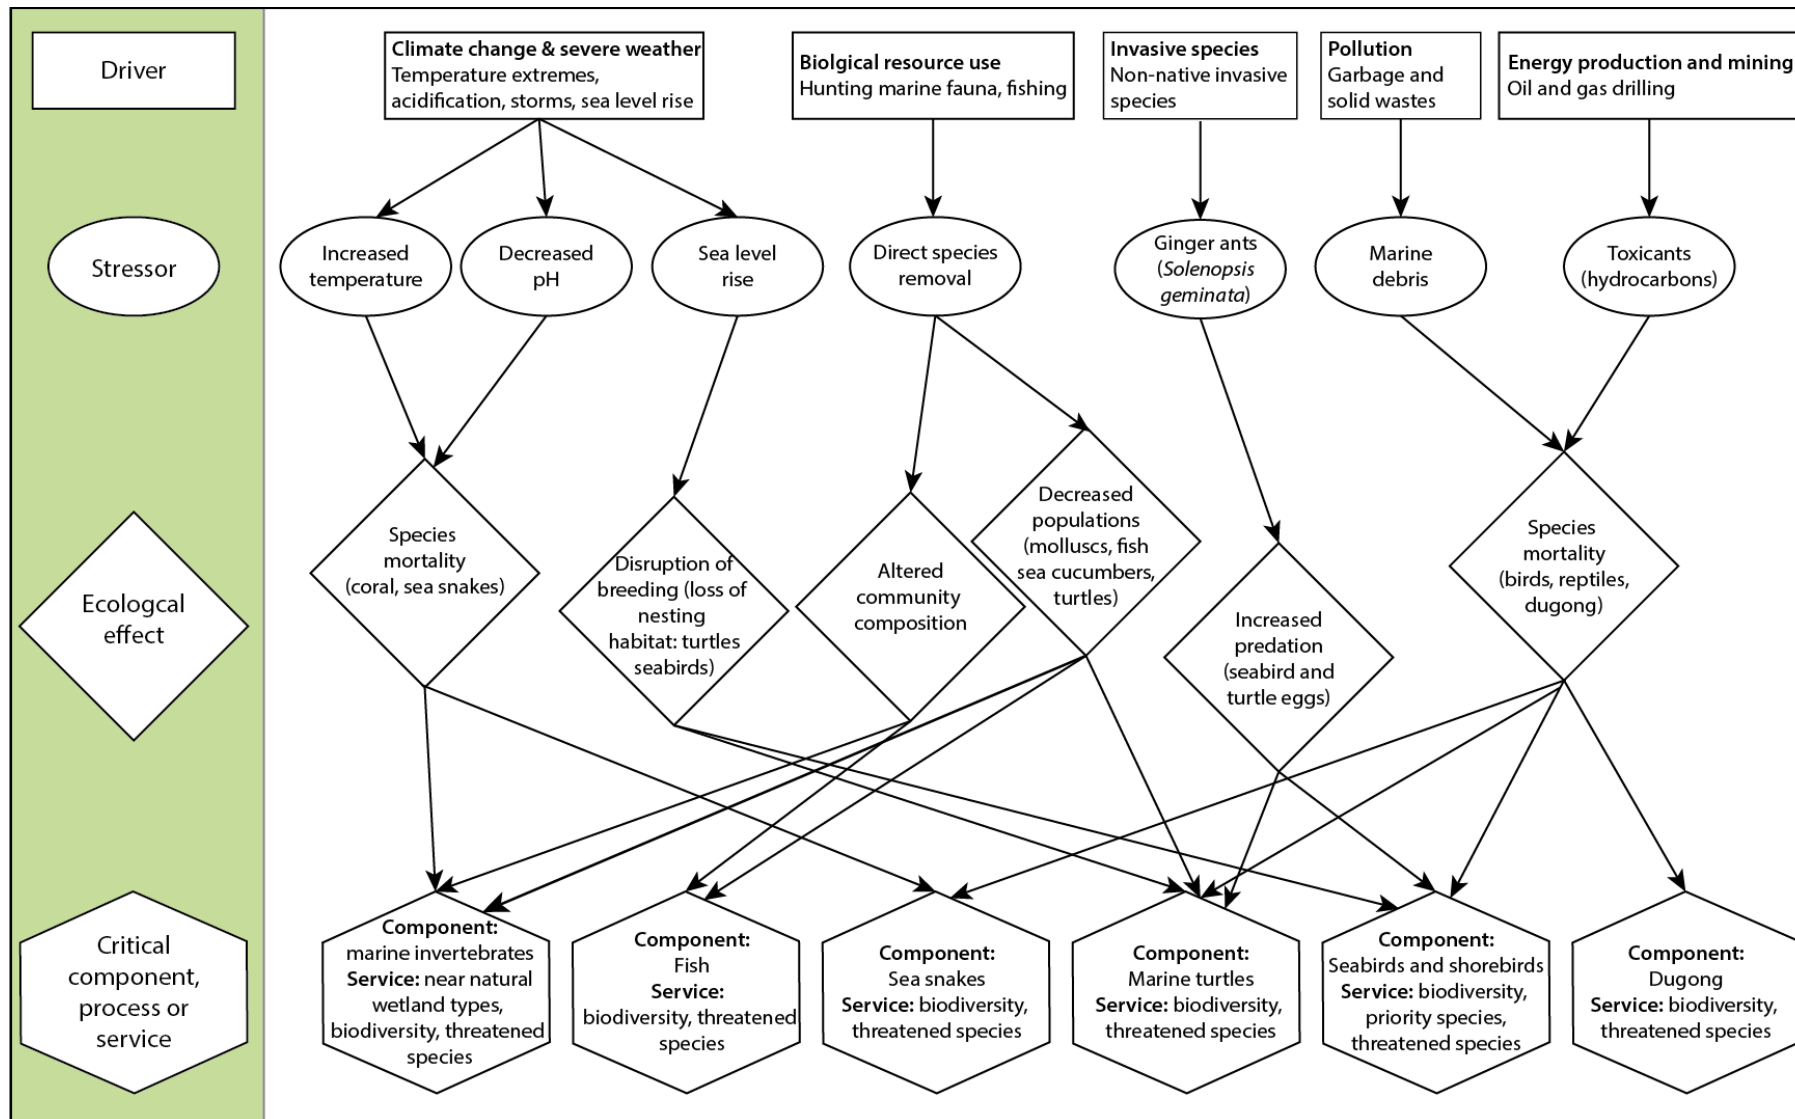 Driver
Climate change & severe weather
Temperature extremes,
acidification, storms, sea level rise
Biolgical resource use
Hunting marine fauna, fishing
Invasive species
Non-native invasive
species
Pollution
Garbage and
solid wastes
Energy production and mining
Oil and gas drilling
Stressor
Increased
temperature
Decreased
pH
Sea level
rise
Direct species
removal
Ginger ants
(Solenopsis
geminata)
Marine
debris
Toxicants
(hydrocarbons)
Ecologcal
effect
Species
mortality
(coral, sea snakes)
Disruption of
breeding (loss of
nesting
habitat: turtles
seabirds)
Altered
community
composition
Decreased
populations
(molluscs, fish
sea cucumbers,
turtles)
Increased
predation
(seabird and
turtle eggs)
Species
mortality
(birds, reptiles,
dugong)
Critical
component,
process or
service
Component:
marine invertebrates
Service: near natural
wetland types,
biodiversity, threatened
species
Component:
Fish
Service:
biodiversity, threatened
species
Component:
Sea snakes
Service: biodiversity,
threatened species
Component:
Marine turtles
Service: biodiversity,
threatened species
Component:
Seabirds and shorebirds
Service: biodiversity,
priority species,
threatened species
Component:
Dugong
Service: biodiversity,
threatened species